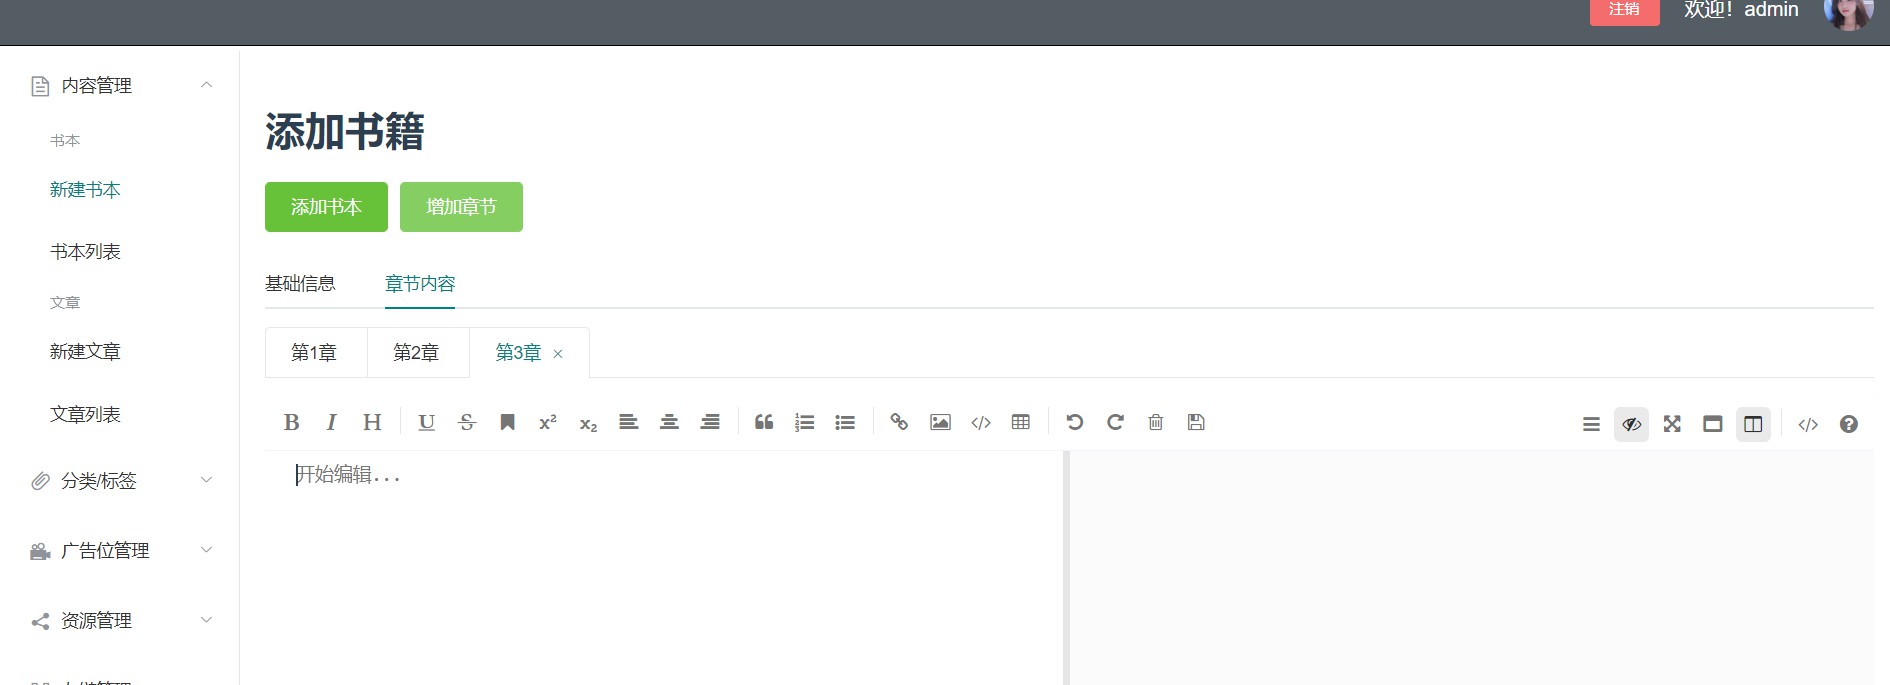 注销 欢迎！admin
内容管理
书本
新建书本
书本列表
文章
新建文章
文章列表
分类/标签
广告位管理
资源管理
添加书籍
添加书本 增加章节
基础信息 章节内容
第1章 第2章 第3章 ×
B I H U S x² x₂
开始编辑...